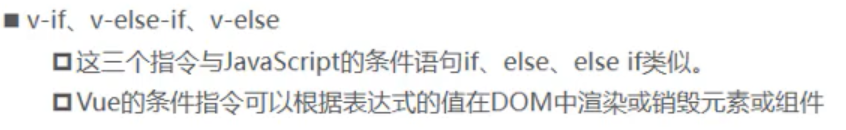 ■ v-if、v-else-if、v-else
□ 这三个指令与JavaScript的条件语句if、else、else if类似。
□ Vue的条件指令可以根据表达式的值在DOM中渲染或销毁元素或组件